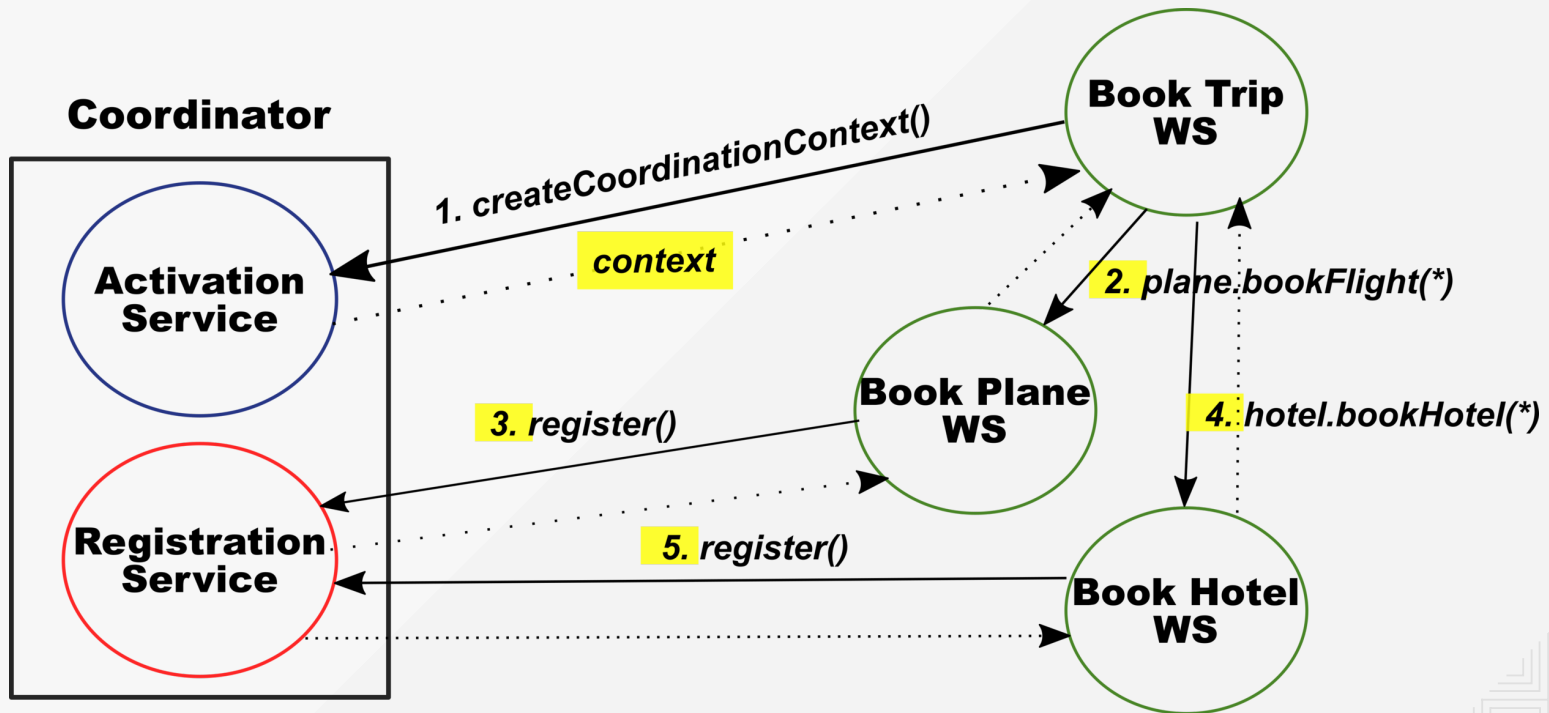 Book Trip
WS
Coordinator
1. createCoordinationContext()
context
Activation
Service
2. plane.bookFlight(*)
Book Plane
WS
3. register()
4. hotel.bookHotel(*)
Registration
Service
5. register()
Book Hotel
WS